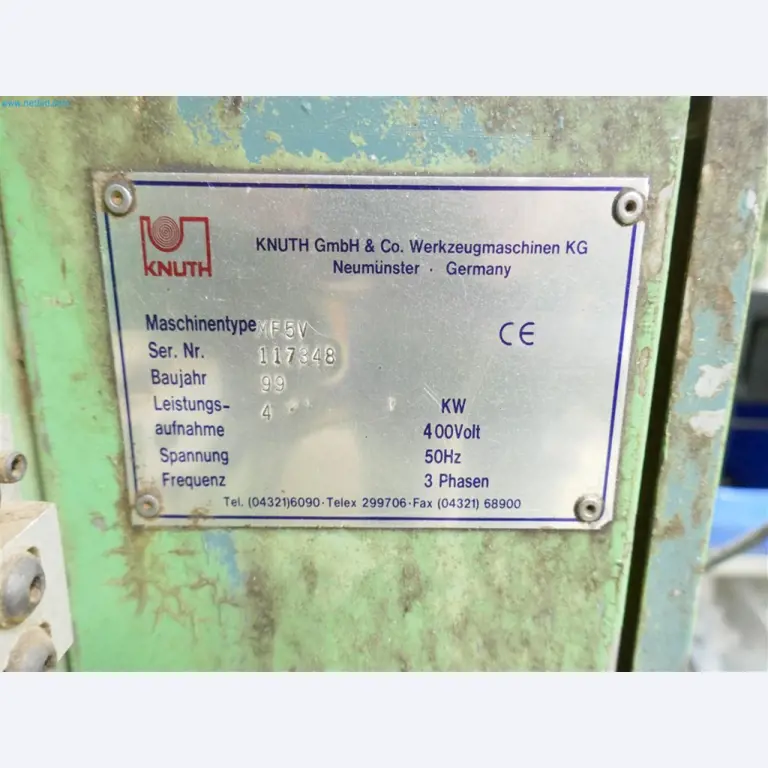 KNUTH
KNUTH GmbH & Co. Werkzeugmaschinen KG
Neumünster · Germany
Maschinentype MF5V
CE
Ser. Nr. 117348
Baujahr 99
Leistungs- 4 KW
aufnahme 400Volt
Spannung 50Hz
Frequenz 3 Phasen
Tel. (04321)6090·Telex 299706·Fax (04321) 68900